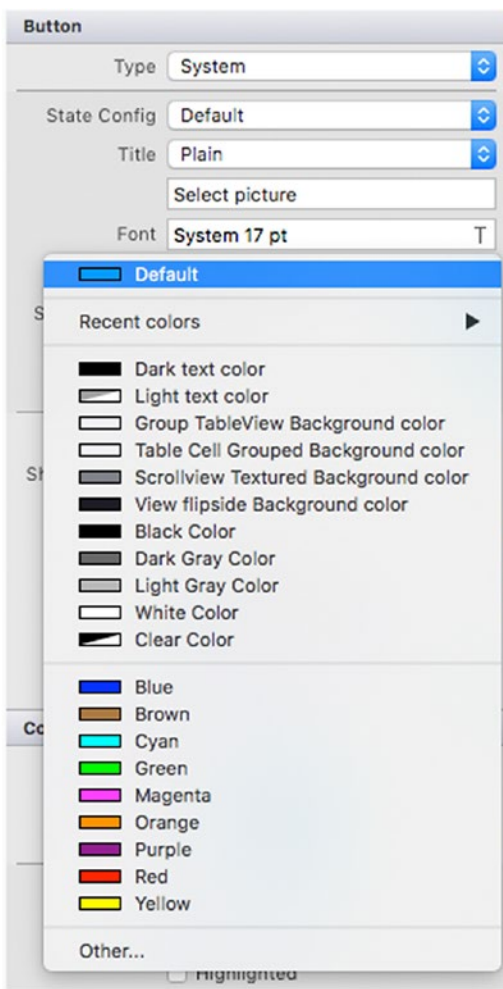 Button
Type System
State Config Default
Title Plain
Select picture
Font System 17 pt T
Default
S
Recent colors
Dark text color
Light text color
Group TableView Background color
Table Cell Grouped Background color
Sh
Scrollview Textured Background color
View flipside Background color
Black Color
Dark Gray Color
Light Gray Color
White Color
Clear Color
Blue
Brown
Co
Cyan
Green
Magenta
Orange
Purple
Red
Yellow
Other...
Highlighted